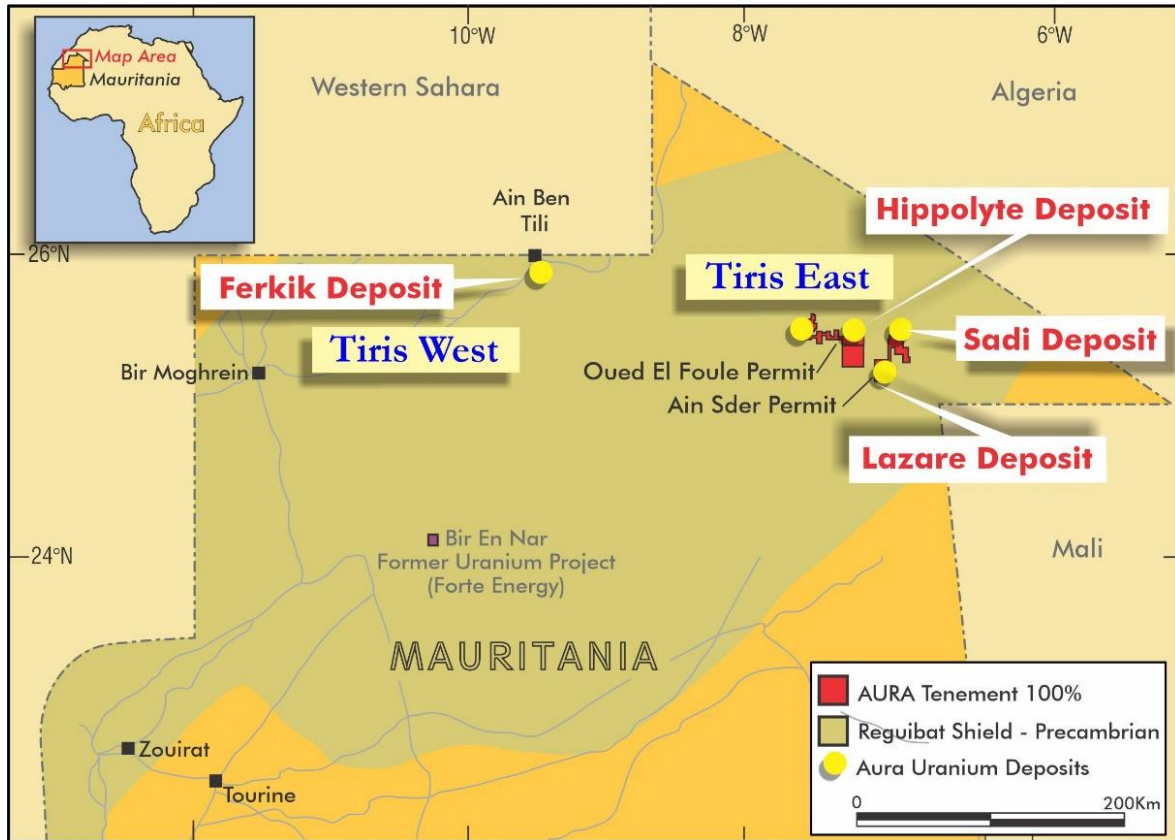 10°W
8°W
6°W
Map Area
Mauritania
Africa
Western Sahara
Algeria
Ain Ben
Tili
Hippolyte Deposit
26°N
Ferkik Deposit
Tiris East
Tiris West
Sadi Deposit
Bir Moghrein
Oued El Foule Permit
Ain Sder Permit
Lazare Deposit
24°N
Bir En Nar
Former Uranium Project
(Forte Energy)
Mali
MAURITANIA
AURA Tenement 100%
Reguibat Shield - Precambrian
Aura Uranium Deposits
0 200Km
Zouirat
Tourine